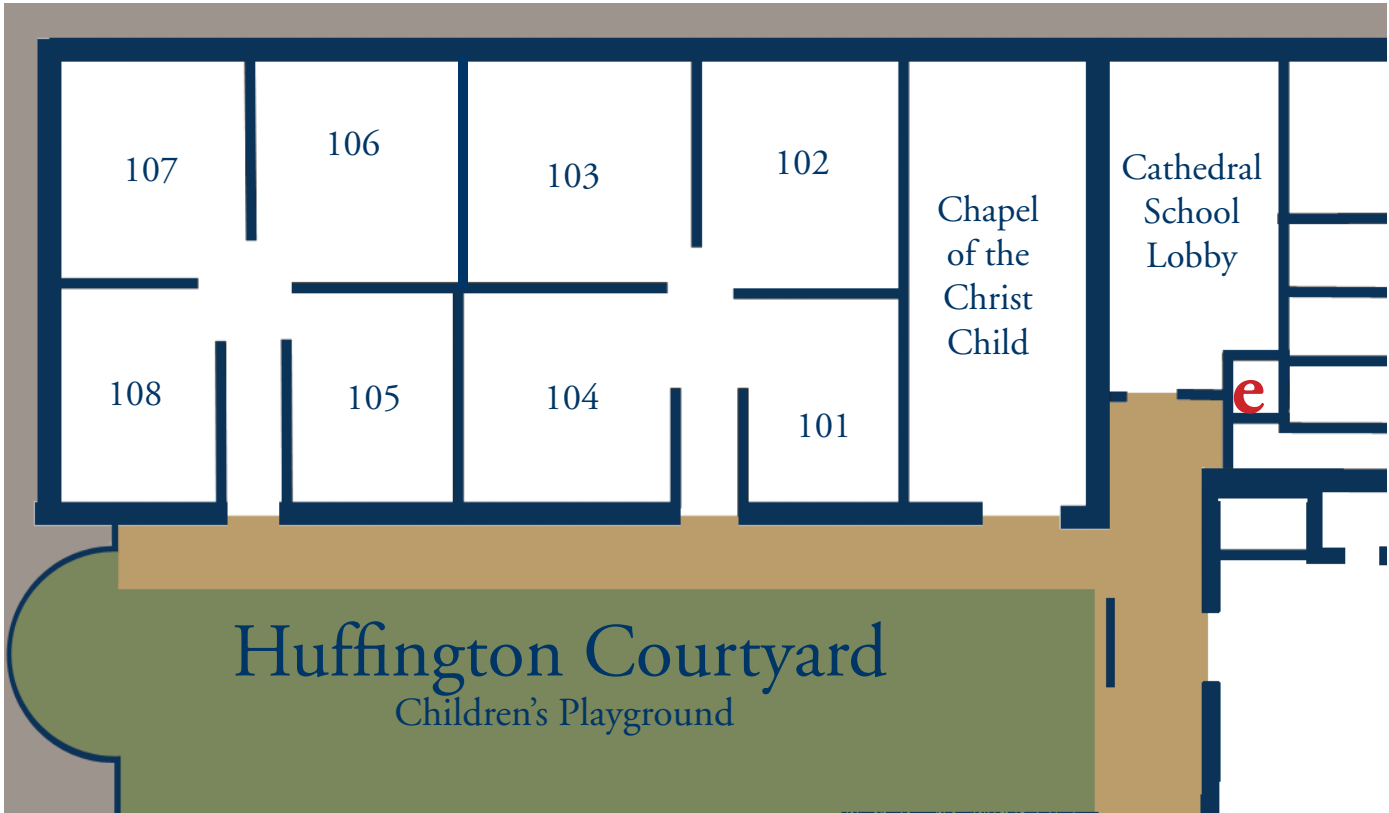 107
106
103
102
Chapel
of the
Christ
Child
Cathedral
School
Lobby
108
105
104
101
e
Huffington Courtyard
Children's Playground